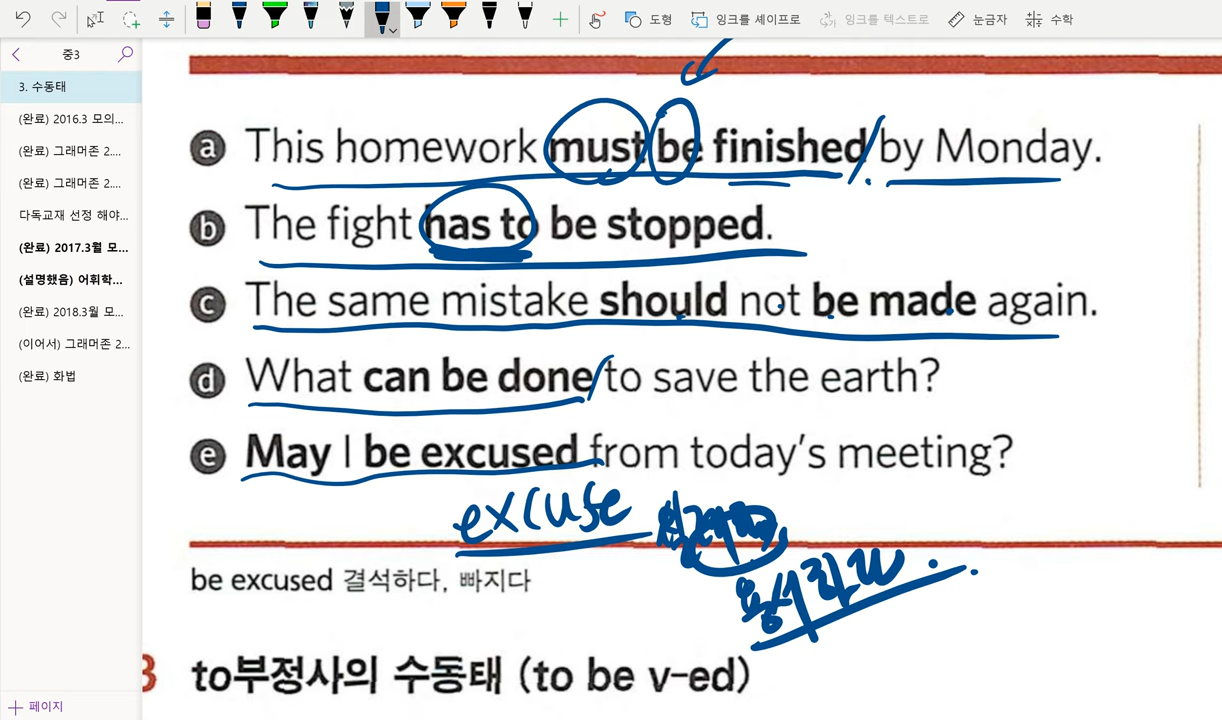 도형
잉크를 셰이프로
잉크를 텍스트로
눈금자
수학
중3
3. 수동태
(완료) 2016.3 모의...
(완료) 그래머존 2....
(완료) 그래머존 2....
다독교재 선정 해야...
(완료) 2017.3월 모...
(설명했음) 어휘학...
(완료) 2018.3월 모...
(이어서) 그래머존 2...
(완료) 화법
페이지
a This homework must be finished by Monday.
b The fight has to be stopped.
c The same mistake should not be made again.
d What can be done to save the earth?
e May I be excused from today's meeting?
excuse
be excused 결석하다, 빠지다
3 to부정사의 수동태 (to be v-ed)